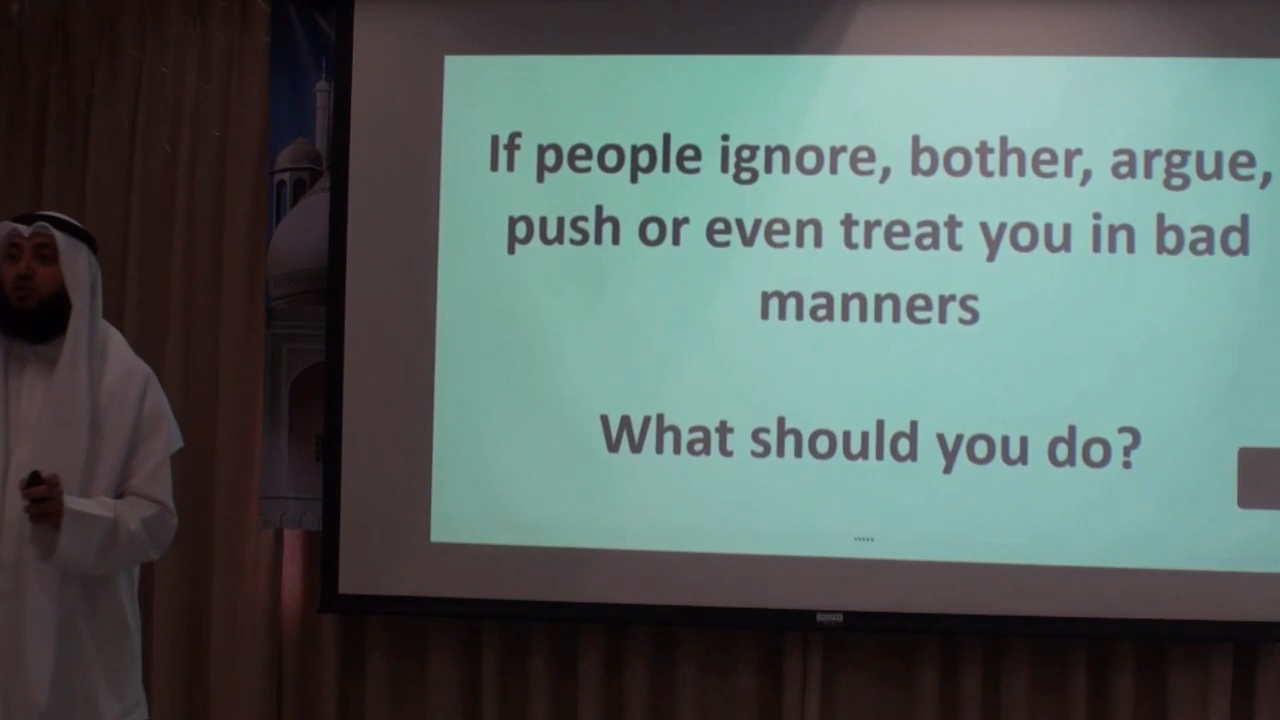 If people ignore, bother, argue,
push or even treat you in bad
manners
What should you do?